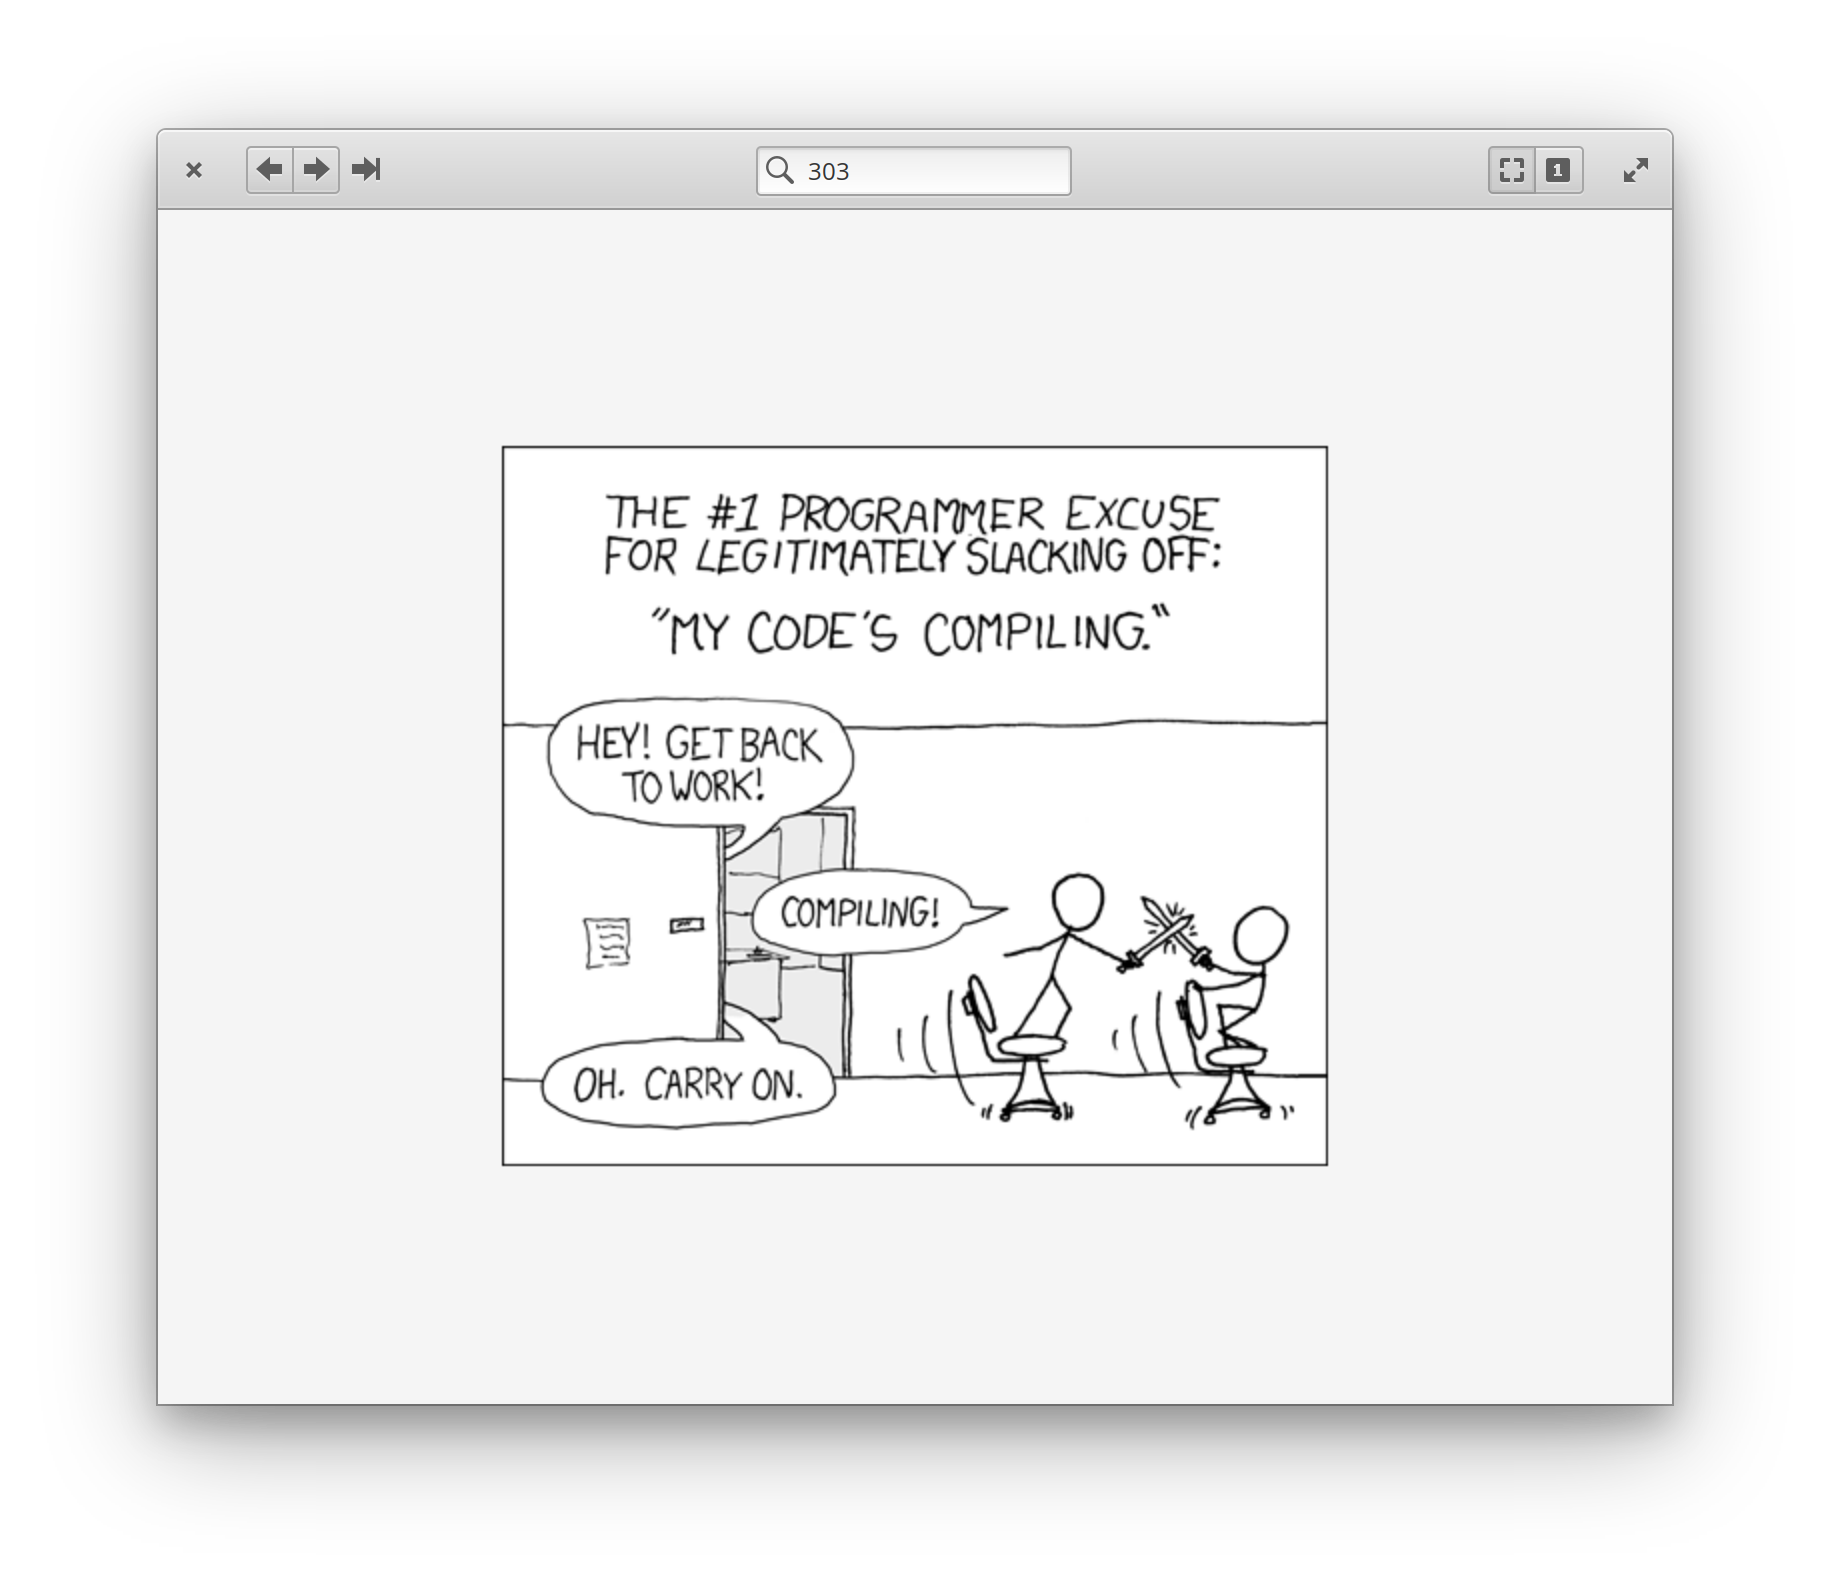 303
1
THE #1 PROGRAMMER EXCUSE
FOR LEGITIMATELY SLACKING OFF:
"MY CODE'S COMPILING."
HEY! GET BACK
TO WORK!
COMPILING!
OH. CARRY ON.